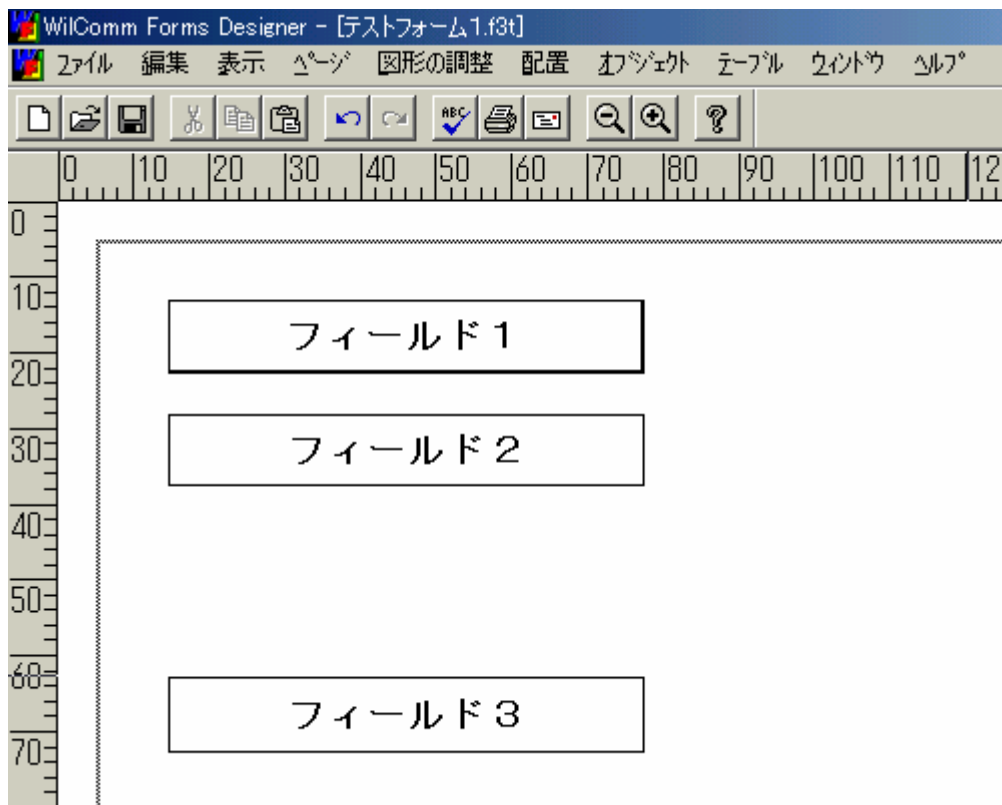 WilComm Forms Designer - [テストフォーム1.f3t]
ﾌｧｲﾙ 編集 表示 ﾍﾟｰｼﾞ 図形の調整 配置 ｵﾌﾞｼﾞｪｸﾄ ﾃｰﾌﾞﾙ ｳｨﾝﾄﾞｳ ﾍﾙﾌﾟ
ABC
0 10 20 30 40 50 60 70 80 90 100 110 12
0
10
フィールド１
20
フィールド２
30
40
50
60
フィールド３
70